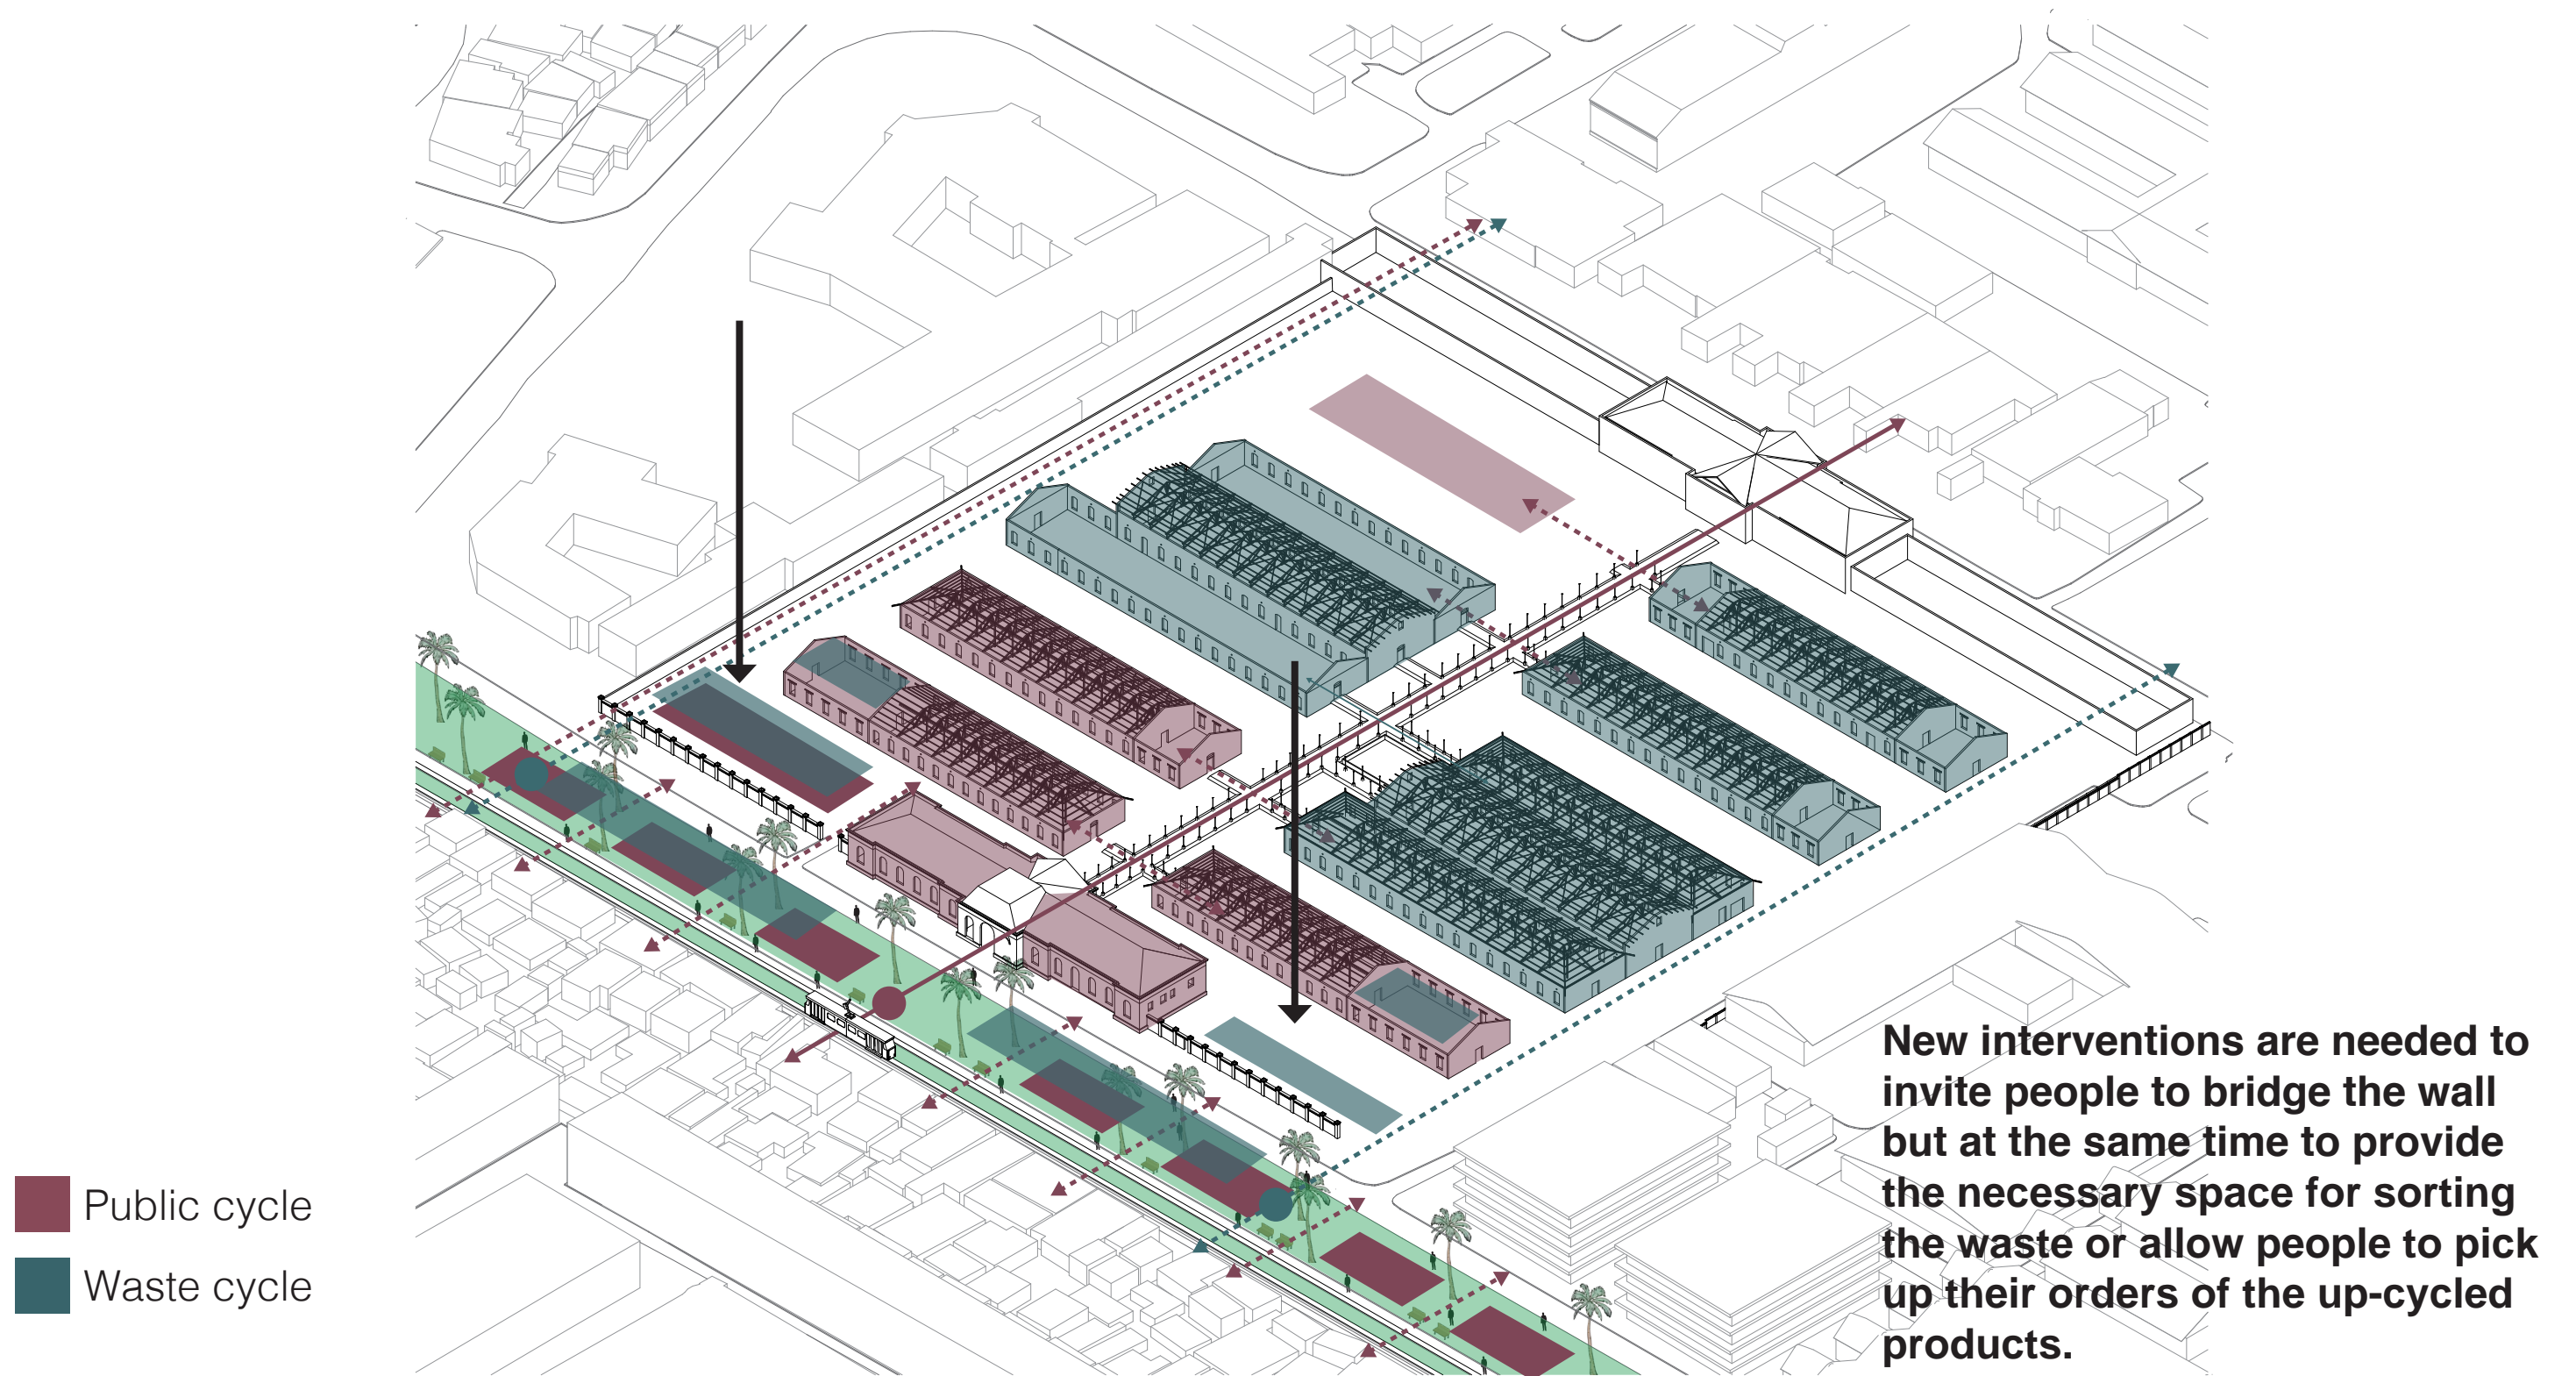 Public cycle
Waste cycle
New interventions are needed to
invite people to bridge the wall
but at the same time to provide
the necessary space for sorting
the waste or allow people to pick
up their orders of the up-cycled
products.